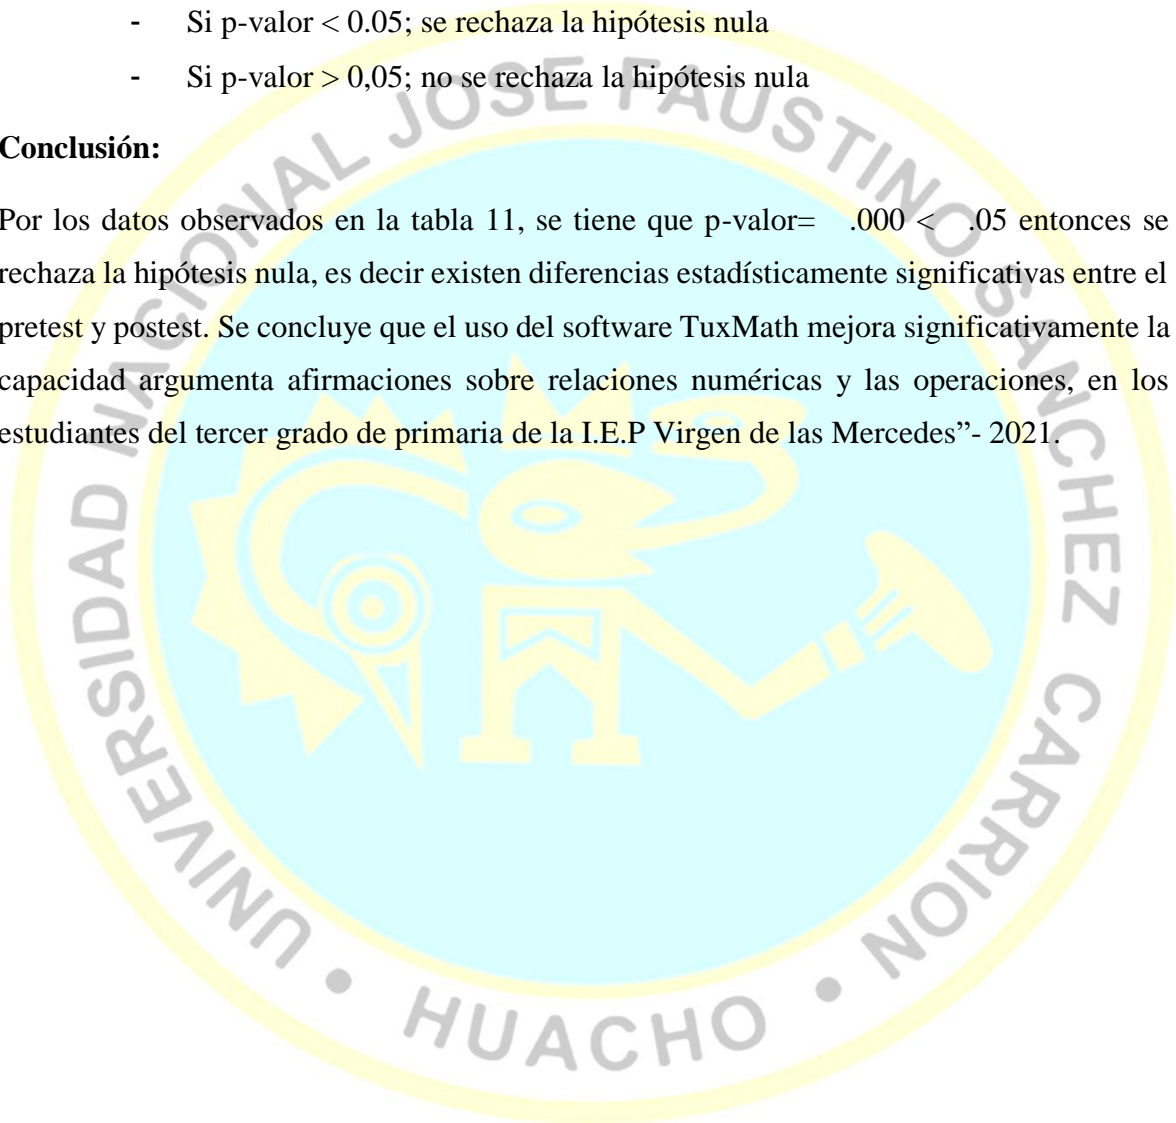 - Si p-valor < 0.05; se rechaza la hipótesis nula
- Si p-valor > 0,05; no se rechaza la hipótesis nula
Conclusión:
Por los datos observados en la tabla 11, se tiene que p-valor= .000 < .05 entonces se
rechaza la hipótesis nula, es decir existen diferencias estadísticamente significativas entre el
pretest y postest. Se concluye que el uso del software TuxMath mejora significativamente la
capacidad argumenta afirmaciones sobre relaciones numéricas y las operaciones, en los
estudiantes del tercer grado de primaria de la I.E.P Virgen de las Mercedes”- 2021.
UNIVERSIDAD NACIONAL JOSE FAUSTINO SANCHEZ CARRION • HUACHO •